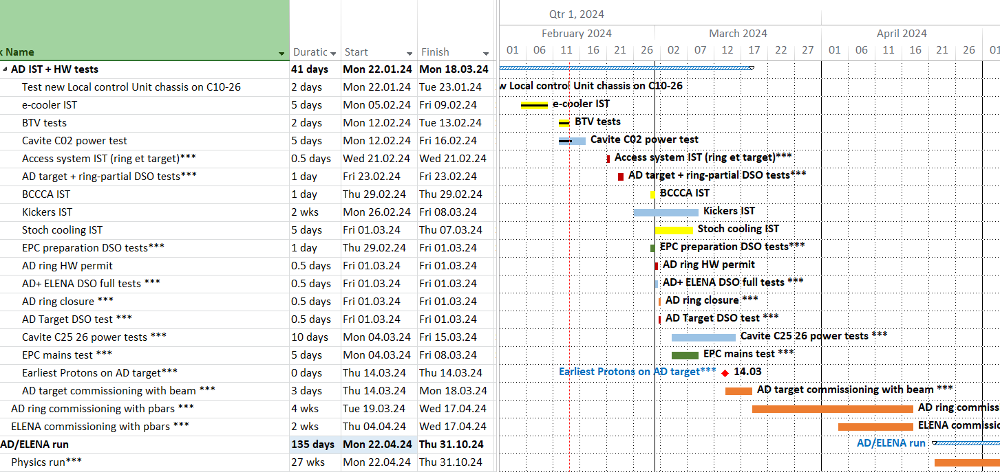 Qtr 1, 2024
February 2024 March 2024 April 2024
Name Duratic Start Finish 01 06 11 16 21 26 02 07 12 17 22 27 01 06 11 16 21 26 01
AD IST + HW tests 41 days Mon 22.01.24 Mon 18.03.24
Test new Local control Unit chassis on C10-26 2 days Mon 22.01.24 Tue 23.01.24 w Local control Unit chassis on C10-26
e-cooler IST 5 days Mon 05.02.24 Fri 09.02.24 e-cooler IST
BTV tests 2 days Mon 12.02.24 Tue 13.02.24 BTV tests
Cavite C02 power test 5 days Mon 12.02.24 Fri 16.02.24 Cavite C02 power test
Access system IST (ring et target)*** 0.5 days Wed 21.02.24 Wed 21.02.24 Access system IST (ring et target)***
AD target + ring-partial DSO tests*** 1 day Fri 23.02.24 Fri 23.02.24 AD target + ring-partial DSO tests***
BCCCA IST 1 day Thu 29.02.24 Thu 29.02.24 BCCCA IST
Kickers IST 2 wks Mon 26.02.24 Fri 08.03.24 Kickers IST
Stoch cooling IST 5 days Fri 01.03.24 Thu 07.03.24 Stoch cooling IST
EPC preparation DSO tests*** 1 day Thu 29.02.24 Fri 01.03.24 EPC preparation DSO tests***
AD ring HW permit 0.5 days Fri 01.03.24 Fri 01.03.24 AD ring HW permit
AD+ ELENA DSO full tests *** 0.5 days Fri 01.03.24 Fri 01.03.24 AD+ ELENA DSO full tests ***
AD ring closure *** 0.5 days Fri 01.03.24 Fri 01.03.24 AD ring closure ***
AD Target DSO test *** 0.5 days Fri 01.03.24 Fri 01.03.24 AD Target DSO test ***
Cavite C25 26 power tests *** 10 days Mon 04.03.24 Fri 15.03.24 Cavite C25 26 power tests ***
EPC mains test *** 5 days Mon 04.03.24 Fri 08.03.24 EPC mains test ***
Earliest Protons on AD target*** 0 days Thu 14.03.24 Thu 14.03.24 Earliest Protons on AD target*** 14.03
AD target commissioning with beam *** 3 days Thu 14.03.24 Mon 18.03.24 AD target commissioning with beam ***
AD ring commissioning with pbars *** 4 wks Tue 19.03.24 Wed 17.04.24 AD ring commiss
ELENA commissioning with pbars *** 2 wks Thu 04.04.24 Wed 17.04.24 ELENA commissio
AD/ELENA run 135 days Mon 22.04.24 Thu 31.10.24 AD/ELENA run
Physics run*** 27 wks Mon 22.04.24 Thu 31.10.24